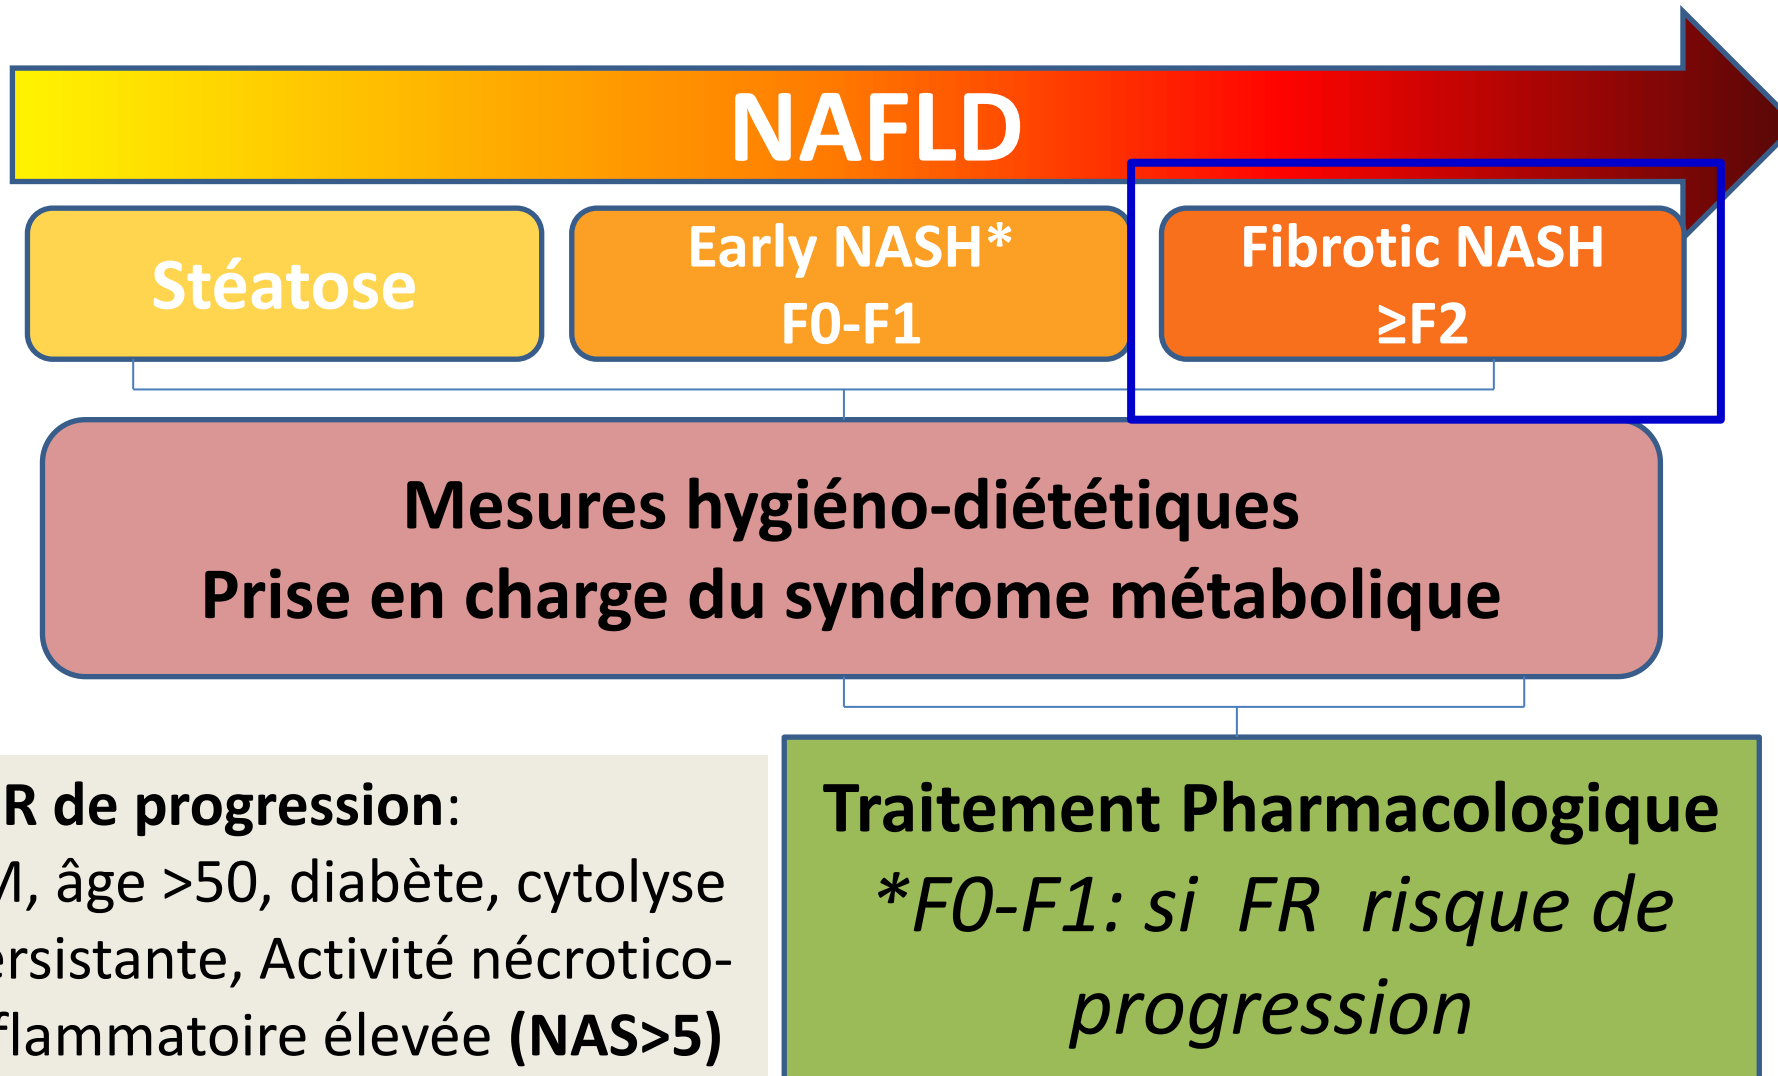 NAFLD
Stéatose
Early NASH*
F0-F1
Fibrotic NASH
≥F2
Mesures hygiéno-diététiques
Prise en charge du syndrome métabolique
R de progression:
âge >50, diabète, cytolyse
Activité nécrotico-
élevée (NAS>5)
Traitement Pharmacologique
*F0-F1: si FR risque de
progression